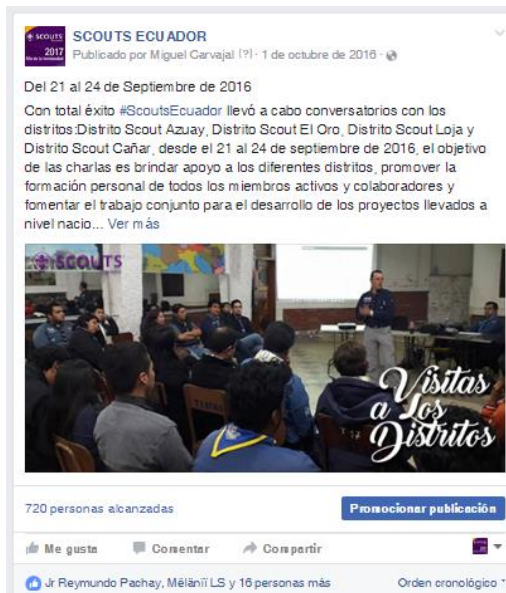 SCOUTS
2017
SCOUTS ECUADOR
Publicado por Miguel Carvajal [?] · 1 de octubre de 2016 ·
Del 21 al 24 de Septiembre de 2016
Con total éxito #ScoutsEcuador llevó a cabo conversatorios con los
distritos:Distrito Scout Azuay, Distrito Scout El Oro, Distrito Scout Loja y
Distrito Scout Cañar, desde el 21 al 24 de septiembre de 2016, el objetivo
de las charlas es brindar apoyo a los diferentes distritos, promover la
formación personal de todos los miembros activos y colaboradores y
fomentar el trabajo conjunto para el desarrollo de los proyectos llevados a
nivel nacio... Ver más
SCOUTS
Visitas
a Los
Distritos
720 personas alcanzadas
Promocionar publicación
Me gusta Comentar Compartir
Jr Reymundo Pachay, Mëlänïï LS y 16 personas más Orden cronológico